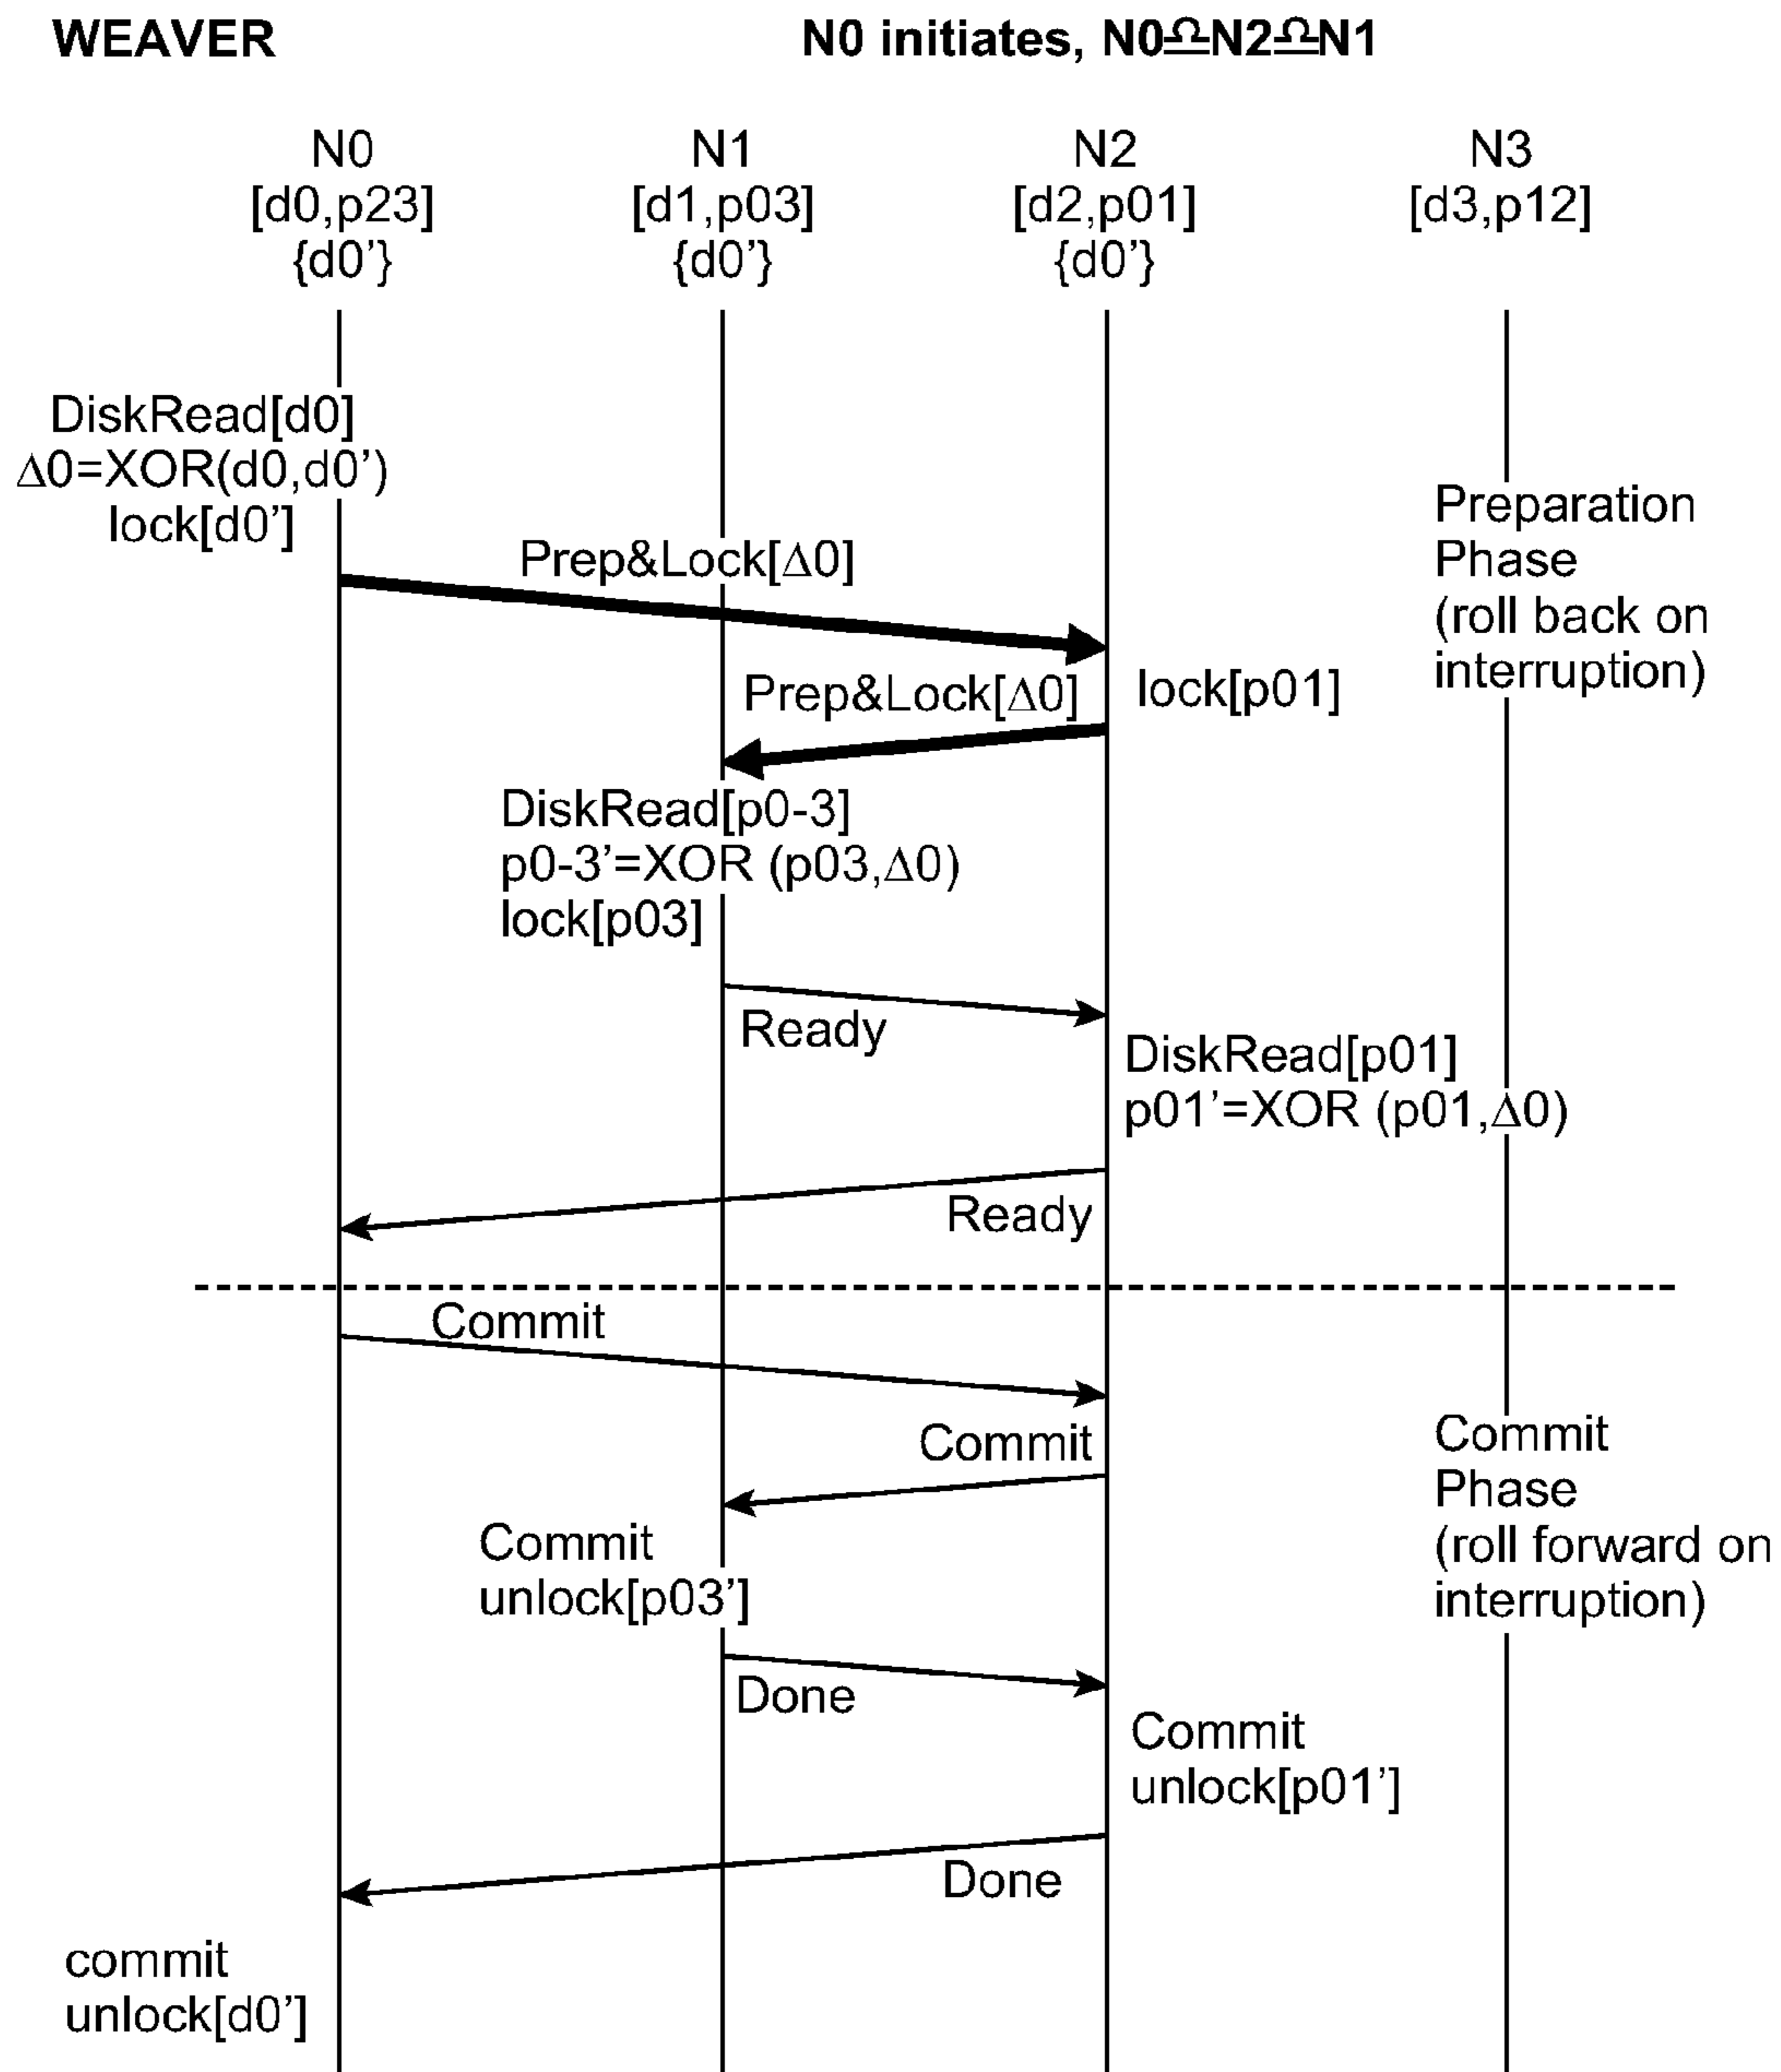 WEAVER
N0 initiates, N0♎N2♎N1
N0
[d0,p23]
{d0’}
N1
[d1,p03]
{d0’}
N2
[d2,p01]
{d0’}
N3
[d3,p12]
DiskRead[d0]
Δ0=XOR(d0,d0’)
lock[d0’]
Preparation
Phase
(roll back on
interruption)
Prep&Lock[Δ0]
Prep&Lock[Δ0]
lock[p01]
DiskRead[p0-3]
p0-3’=XOR (p03,Δ0)
lock[p03]
Ready
DiskRead[p01]
p01’=XOR (p01,Δ0)
Ready
Commit
Commit
Commit
Phase
(roll forward on
interruption)
Commit
unlock[p03’]
Done
Commit
unlock[p01’]
Done
commit
unlock[d0’]